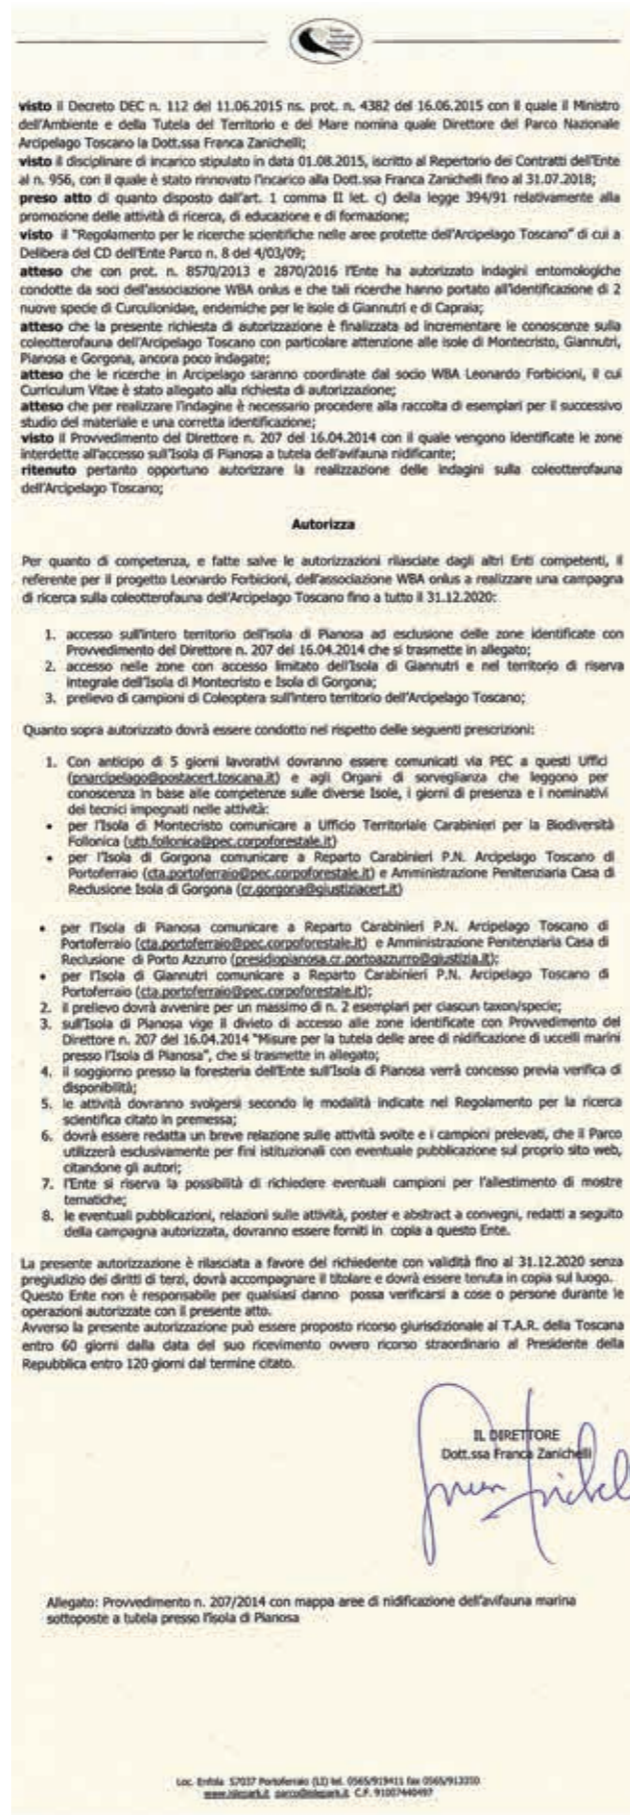 visto il Decreto DEC n. 112 del 11.06.2015 ns. prot. n. 4382 del 16.06.2015 con il quale il Ministro
dell'Ambiente e della Tutela del Territorio e del Mare nomina quale Direttore del Parco Nazionale
Arcipelago Toscano la Dott.ssa Franca Zanichelli;
visto il disciplinare di incarico stipulato in data 01.08.2015, iscritto al Repertorio dei Contratti dell'Ente
al n. 956, con il quale è stato rinnovato l'incarico alla Dott.ssa Franca Zanichelli fino al 31.07.2018;
preso atto di quanto disposto dall'art. 1 comma II let. c) della legge 394/91 relativamente alla
promozione delle attività di ricerca, di educazione e di formazione;
visto il "Regolamento per le ricerche scientifiche nelle aree protette dell'Arcipelago Toscano" di cui a
Delibera del CD dell'Ente Parco n. 8 del 4/03/09;
atteso che con prot. n. 8570/2013 e 2870/2016 l'Ente ha autorizzato indagini entomologiche
condotte da soci dell'associazione WBA onlus e che tali ricerche hanno portato all'identificazione di 2
nuove specie di Curculionidae, endemiche per le isole di Giannutri e di Capraia;
atteso che la presente richiesta di autorizzazione è finalizzata ad incrementare le conoscenze sulla
coleotterofauna dell'Arcipelago Toscano con particolare attenzione alle isole di Montecristo, Giannutri,
Pianosa e Gorgona, ancora poco indagate;
atteso che le ricerche in Arcipelago saranno coordinate dal socio WBA Leonardo Forbicioni, il cui
Curriculum Vitae è stato allegato alla richiesta di autorizzazione;
atteso che per realizzare l'indagine è necessario procedere alla raccolta di esemplari per il successivo
studio del materiale e una corretta identificazione;
visto il Provvedimento del Direttore n. 207 del 16.04.2014 con il quale vengono identificate le zone
interdette all'accesso sull'Isola di Pianosa a tutela dell'avifauna nidificante;
ritenuto pertanto opportuno autorizzare la realizzazione delle indagini sulla coleotterofauna
dell'Arcipelago Toscano;
Autorizza
Per quanto di competenza, e fatte salve le autorizzazioni rilasciate dagli altri Enti competenti, il
referente per il progetto Leonardo Forbicioni, dell'associazione WBA onlus a realizzare una campagna
di ricerca sulla coleotterofauna dell'Arcipelago Toscano fino a tutto il 31.12.2020:
1. accesso sull'intero territorio dell'isola di Pianosa ad esclusione delle zone identificate con
Provvedimento del Direttore n. 207 del 16.04.2014 che si trasmette in allegato;
2. accesso nelle zone con accesso limitato dell'Isola di Giannutri e nel territorio di riserva
integrale dell'Isola di Montecristo e Isola di Gorgona;
3. prelievo di campioni di Coleoptera sull'intero territorio dell'Arcipelago Toscano;
Quanto sopra autorizzato dovrà essere condotto nel rispetto delle seguenti prescrizioni:
1. Con anticipo di 5 giorni lavorativi dovranno essere comunicati via PEC a questi Uffici
(pnarcipelago@postacert.toscana.it) e agli Organi di sorveglianza che leggono per
conoscenza in base alle competenze sulle diverse Isole, i giorni di presenza e i nominativi
dei tecnici impegnati nelle attività:
• per l'Isola di Montecristo comunicare a Ufficio Territoriale Carabinieri per la Biodiversità
Follonica (utb.follonica@pec.corpoforestale.it)
• per l'Isola di Gorgona comunicare a Reparto Carabinieri P.N. Arcipelago Toscano di
Portoferraio (cta.portoferraio@pec.corpoforestale.it) e Amministrazione Penitenziaria Casa di
Reclusione Isola di Gorgona (cr.gorgona@giustiziacert.it)
• per l'Isola di Pianosa comunicare a Reparto Carabinieri P.N. Arcipelago Toscano di
Portoferraio (cta.portoferraio@pec.corpoforestale.it) e Amministrazione Penitenziaria Casa di
Reclusione di Porto Azzurro (presidiopianosa.cr.portoazzurro@giustizia.it);
• per l'Isola di Giannutri comunicare a Reparto Carabinieri P.N. Arcipelago Toscano di
Portoferraio (cta.portoferraio@pec.corpoforestale.it);
2. il prelievo dovrà avvenire per un massimo di n. 2 esemplari per ciascun taxon/specie;
3. sull'Isola di Pianosa vige il divieto di accesso alle zone identificate con Provvedimento del
Direttore n. 207 del 16.04.2014 "Misure per la tutela delle aree di nidificazione di uccelli marini
presso l'Isola di Pianosa", che si trasmette in allegato;
4. il soggiorno presso la foresteria dell'Ente sull'Isola di Pianosa verrà concesso previa verifica di
disponibilità;
5. le attività dovranno svolgersi secondo le modalità indicate nel Regolamento per la ricerca
scientifica citato in premessa;
6. dovrà essere redatta un breve relazione sulle attività svolte e i campioni prelevati, che il Parco
utilizzerà esclusivamente per fini istituzionali con eventuale pubblicazione sul proprio sito web,
citandone gli autori;
7. l'Ente si riserva la possibilità di richiedere eventuali campioni per l'allestimento di mostre
tematiche;
8. le eventuali pubblicazioni, relazioni sulle attività, poster e abstract a convegni, redatti a seguito
della campagna autorizzata, dovranno essere forniti in copia a questo Ente.
La presente autorizzazione è rilasciata a favore del richiedente con validità fino al 31.12.2020 senza
pregiudizio dei diritti di terzi, dovrà accompagnare il titolare e dovrà essere tenuta in copia sul luogo.
Questo Ente non è responsabile per qualsiasi danno possa verificarsi a cose o persone durante le
operazioni autorizzate con il presente atto.
Avverso la presente autorizzazione può essere proposto ricorso giurisdizionale al T.A.R. della Toscana
entro 60 giorni dalla data del suo ricevimento ovvero ricorso straordinario al Presidente della
Repubblica entro 120 giorni dal termine citato.
IL DIRETTORE
Dott.ssa Franca Zanichelli
Allegato: Provvedimento n. 207/2014 con mappa aree di nidificazione dell'avifauna marina
sottoposte a tutela presso l'isola di Pianosa
Loc. Enfola 57037 Portoferraio (LI) tel. 0565/919411 fax 0565/913350
www.islepark.it parco@islepark.it C.F. 91007440497